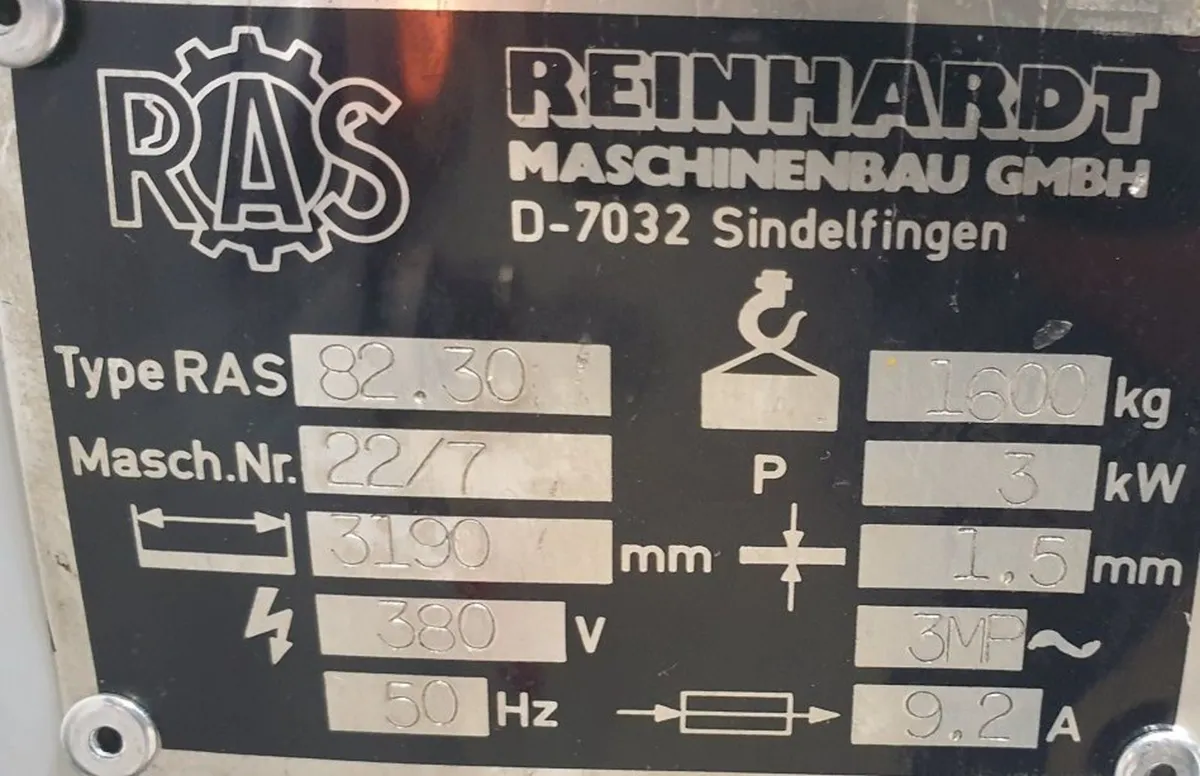 RAS
REINHARDT
MASCHINENBAU GMBH
D-7032 Sindelfingen
Type RAS 82.30
1600 kg
Masch.Nr. 22/7
P 3 kW
3190 mm
1.5 mm
380 V
3MP~
50 Hz
9.2 A